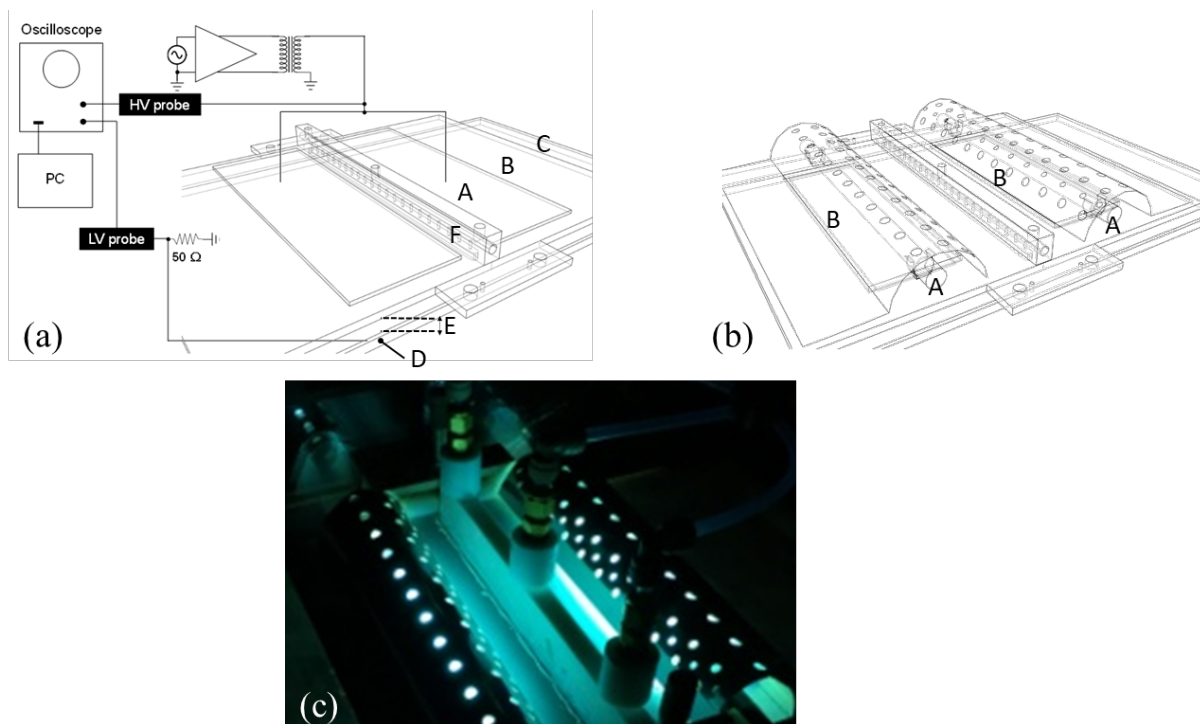 Oscilloscope
HV probe
PC
LV probe
50 Ω
A
B
C
D
E
F
(a)
B
B
A
A
(b)
(c)